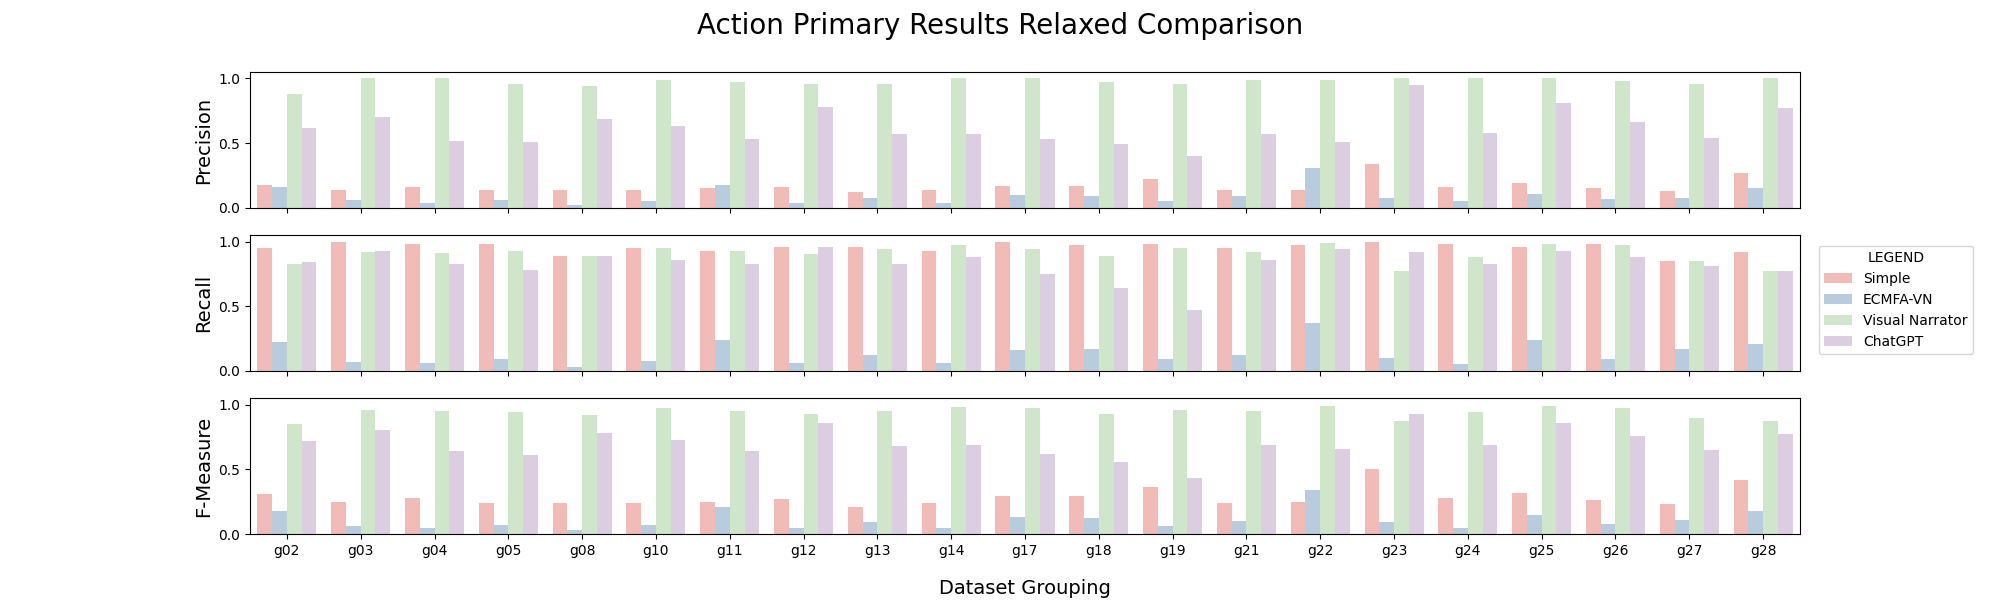 Action Primary Results Relaxed Comparison
Precision
1.0
0.5
0.0
Recall
1.0
0.5
0.0
LEGEND
Simple
ECMFA-VN
Visual Narrator
ChatGPT
F-Measure
1.0
0.5
0.0
g02 g03 g04 g05 g08 g10 g11 g12 g13 g14 g17 g18 g19 g21 g22 g23 g24 g25 g26 g27 g28
Dataset Grouping